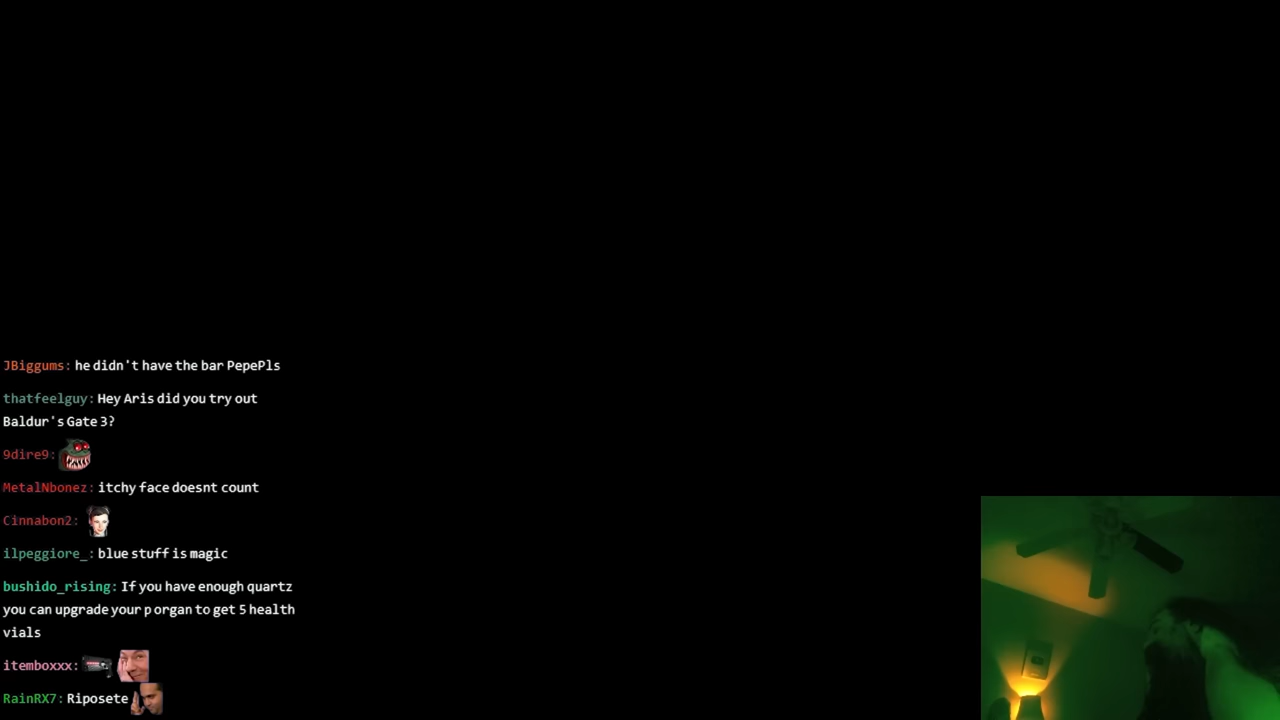 JBiggums: he didn't have the bar PepePls
thatfeelguy: Hey Aris did you try out
Baldur's Gate 3?
9dire9:
MetalNbonez: itchy face doesnt count
Cinnabon2:
ilpeggiore_: blue stuff is magic
bushido_rising: If you have enough quartz
you can upgrade your p organ to get 5 health
vials
itemboxxx:
RainRX7: Riposete